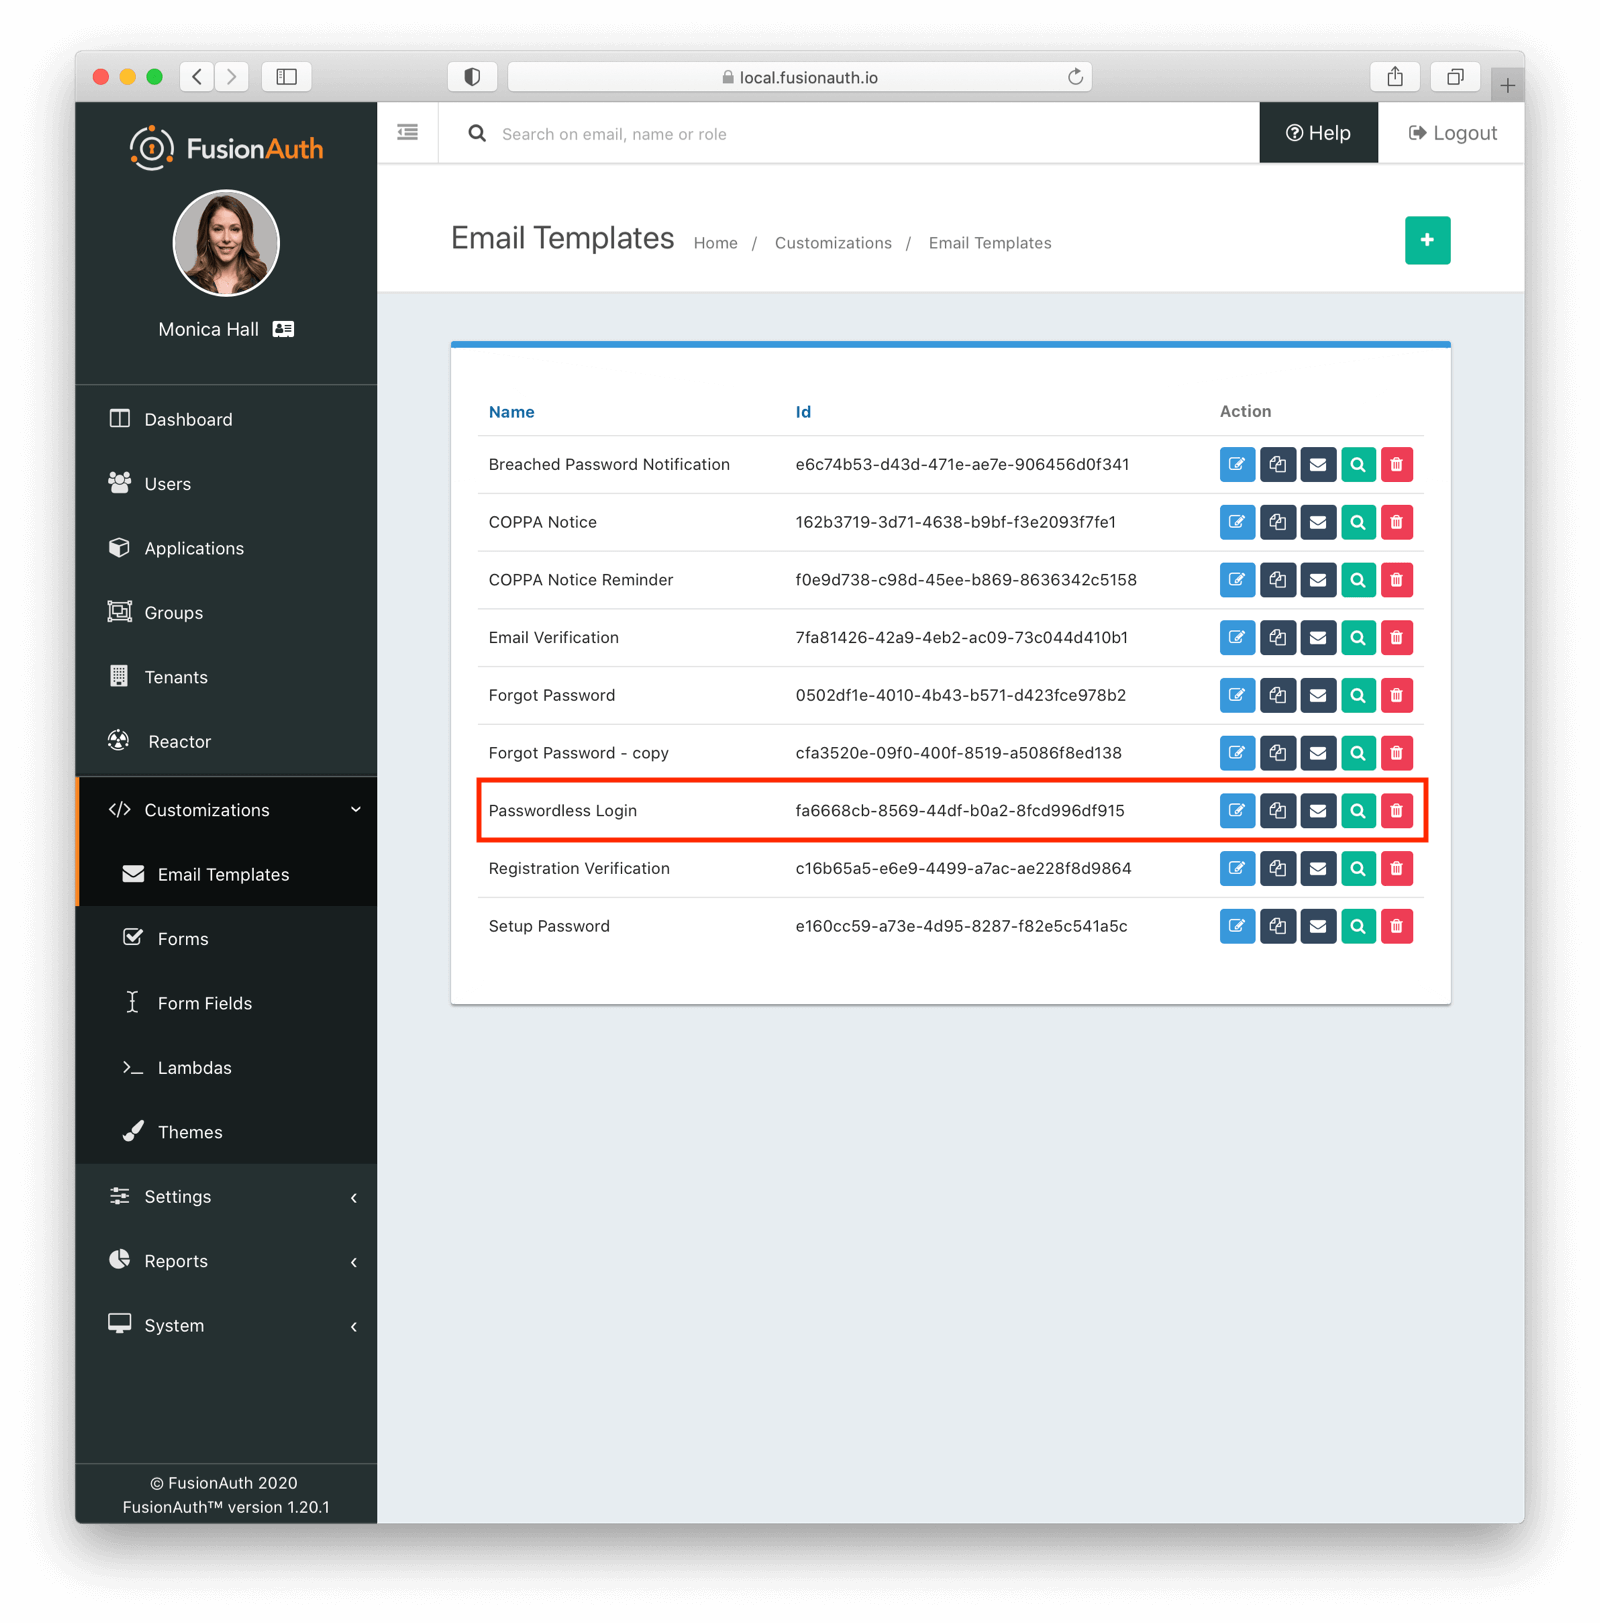 local.fusionauth.io
FusionAuth
Monica Hall
Dashboard
Users
Applications
Groups
Tenants
Reactor
Customizations
Email Templates
Forms
Form Fields
Lambdas
Themes
Settings
Reports
System
© FusionAuth 2020
FusionAuth™ version 1.20.1
Search on email, name or role
Help
Logout
Email Templates Home / Customizations / Email Templates
Name Id Action
Breached Password Notification e6c74b53-d43d-471e-ae7e-906456d0f341
COPPA Notice 162b3719-3d71-4638-b9bf-f3e2093f7fe1
COPPA Notice Reminder f0e9d738-c98d-45ee-b869-8636342c5158
Email Verification 7fa81426-42a9-4eb2-ac09-73c044d410b1
Forgot Password 0502df1e-4010-4b43-b571-d423fce978b2
Forgot Password - copy cfa3520e-09f0-400f-8519-a5086f8ed138
Passwordless Login fa6668cb-8569-44df-b0a2-8fcd996df915
Registration Verification c16b65a5-e6e9-4499-a7ac-ae228f8d9864
Setup Password e160cc59-a73e-4d95-8287-f82e5c541a5c